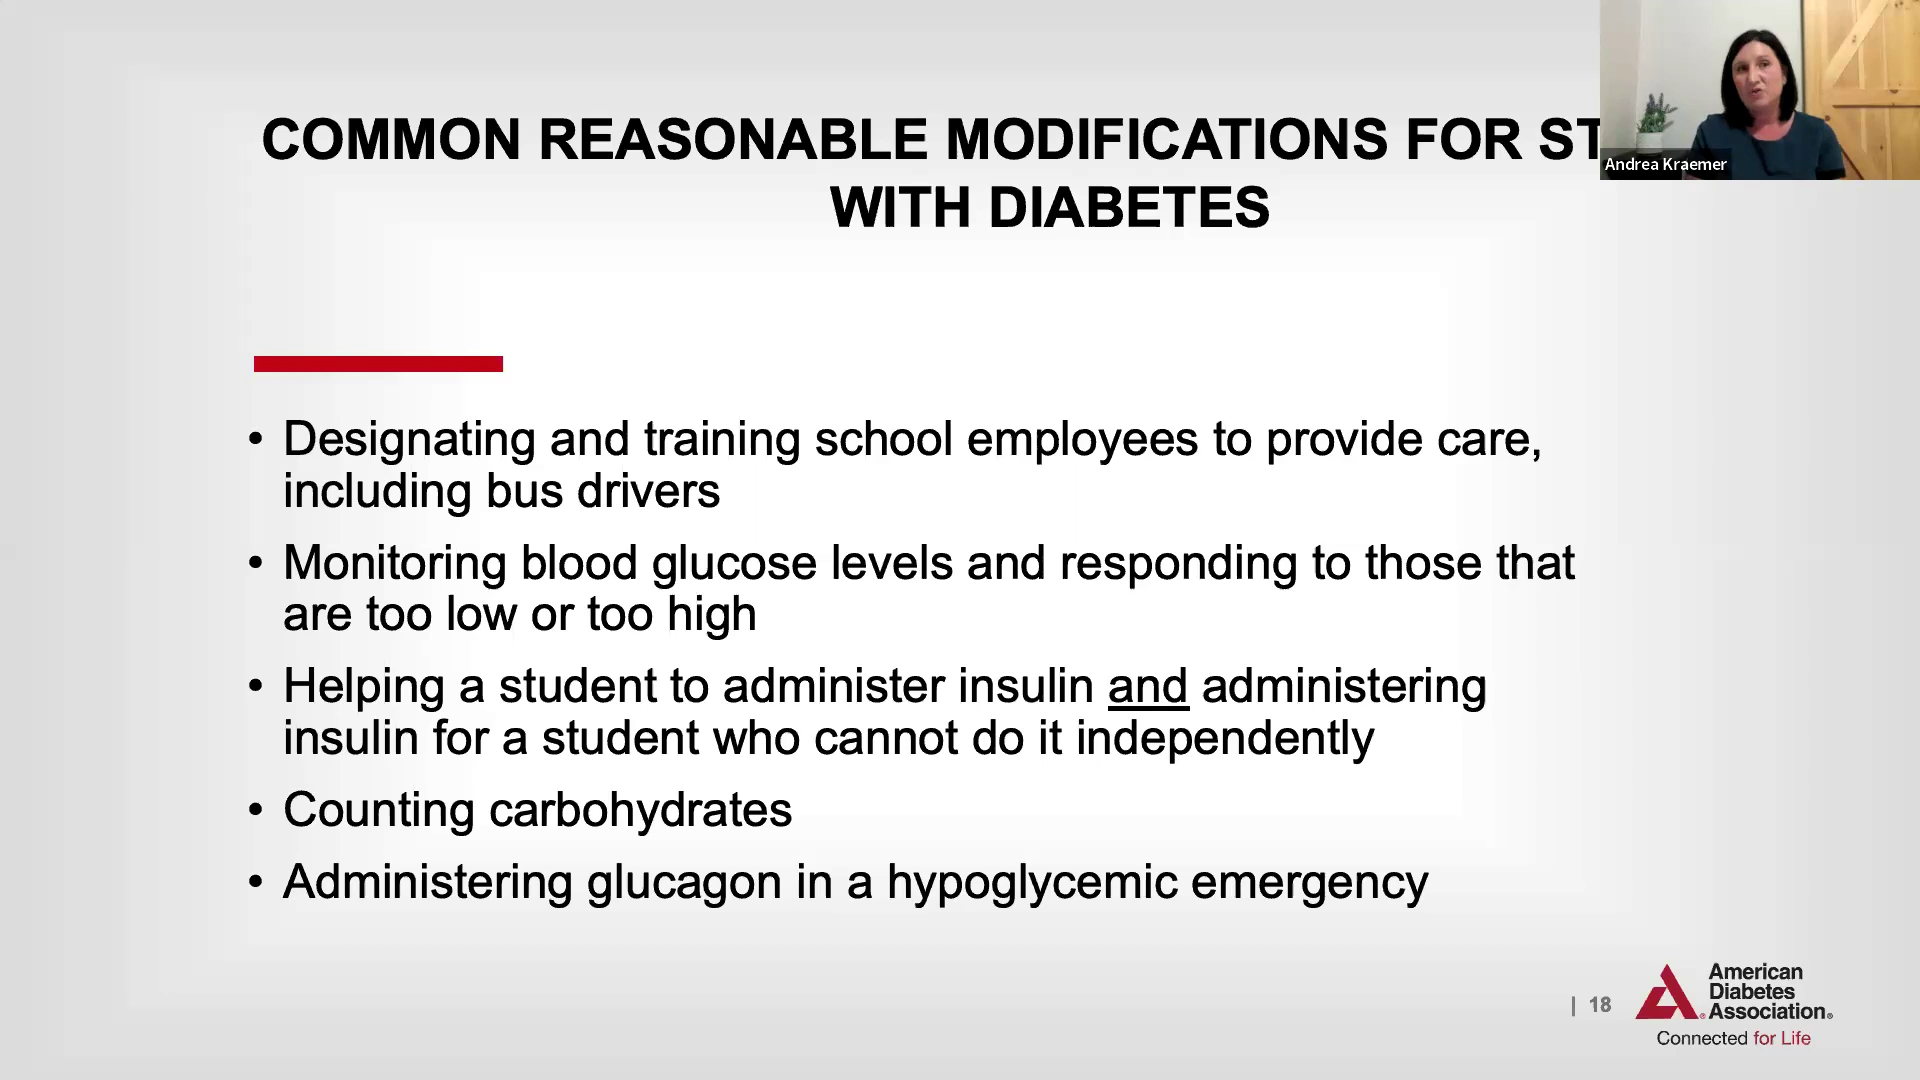 COMMON REASONABLE MODIFICATIONS FOR ST
WITH DIABETES
Andrea Kraemer
• Designating and training school employees to provide care,
including bus drivers
• Monitoring blood glucose levels and responding to those that
are too low or too high
• Helping a student to administer insulin and administering
insulin for a student who cannot do it independently
• Counting carbohydrates
• Administering glucagon in a hypoglycemic emergency
| 18
American
Diabetes
Association®
Connected for Life